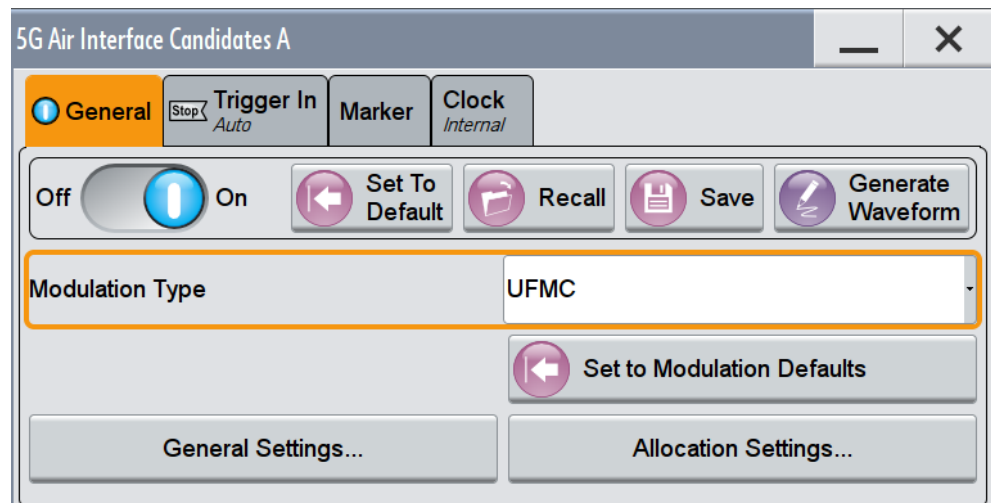 5G Air Interface Candidates A
General
Stop
Trigger In
Auto
Marker
Clock
Internal
Off
On
Set To
Default
Recall
Save
Generate
Waveform
Modulation Type
UFMC
Set to Modulation Defaults
General Settings...
Allocation Settings...